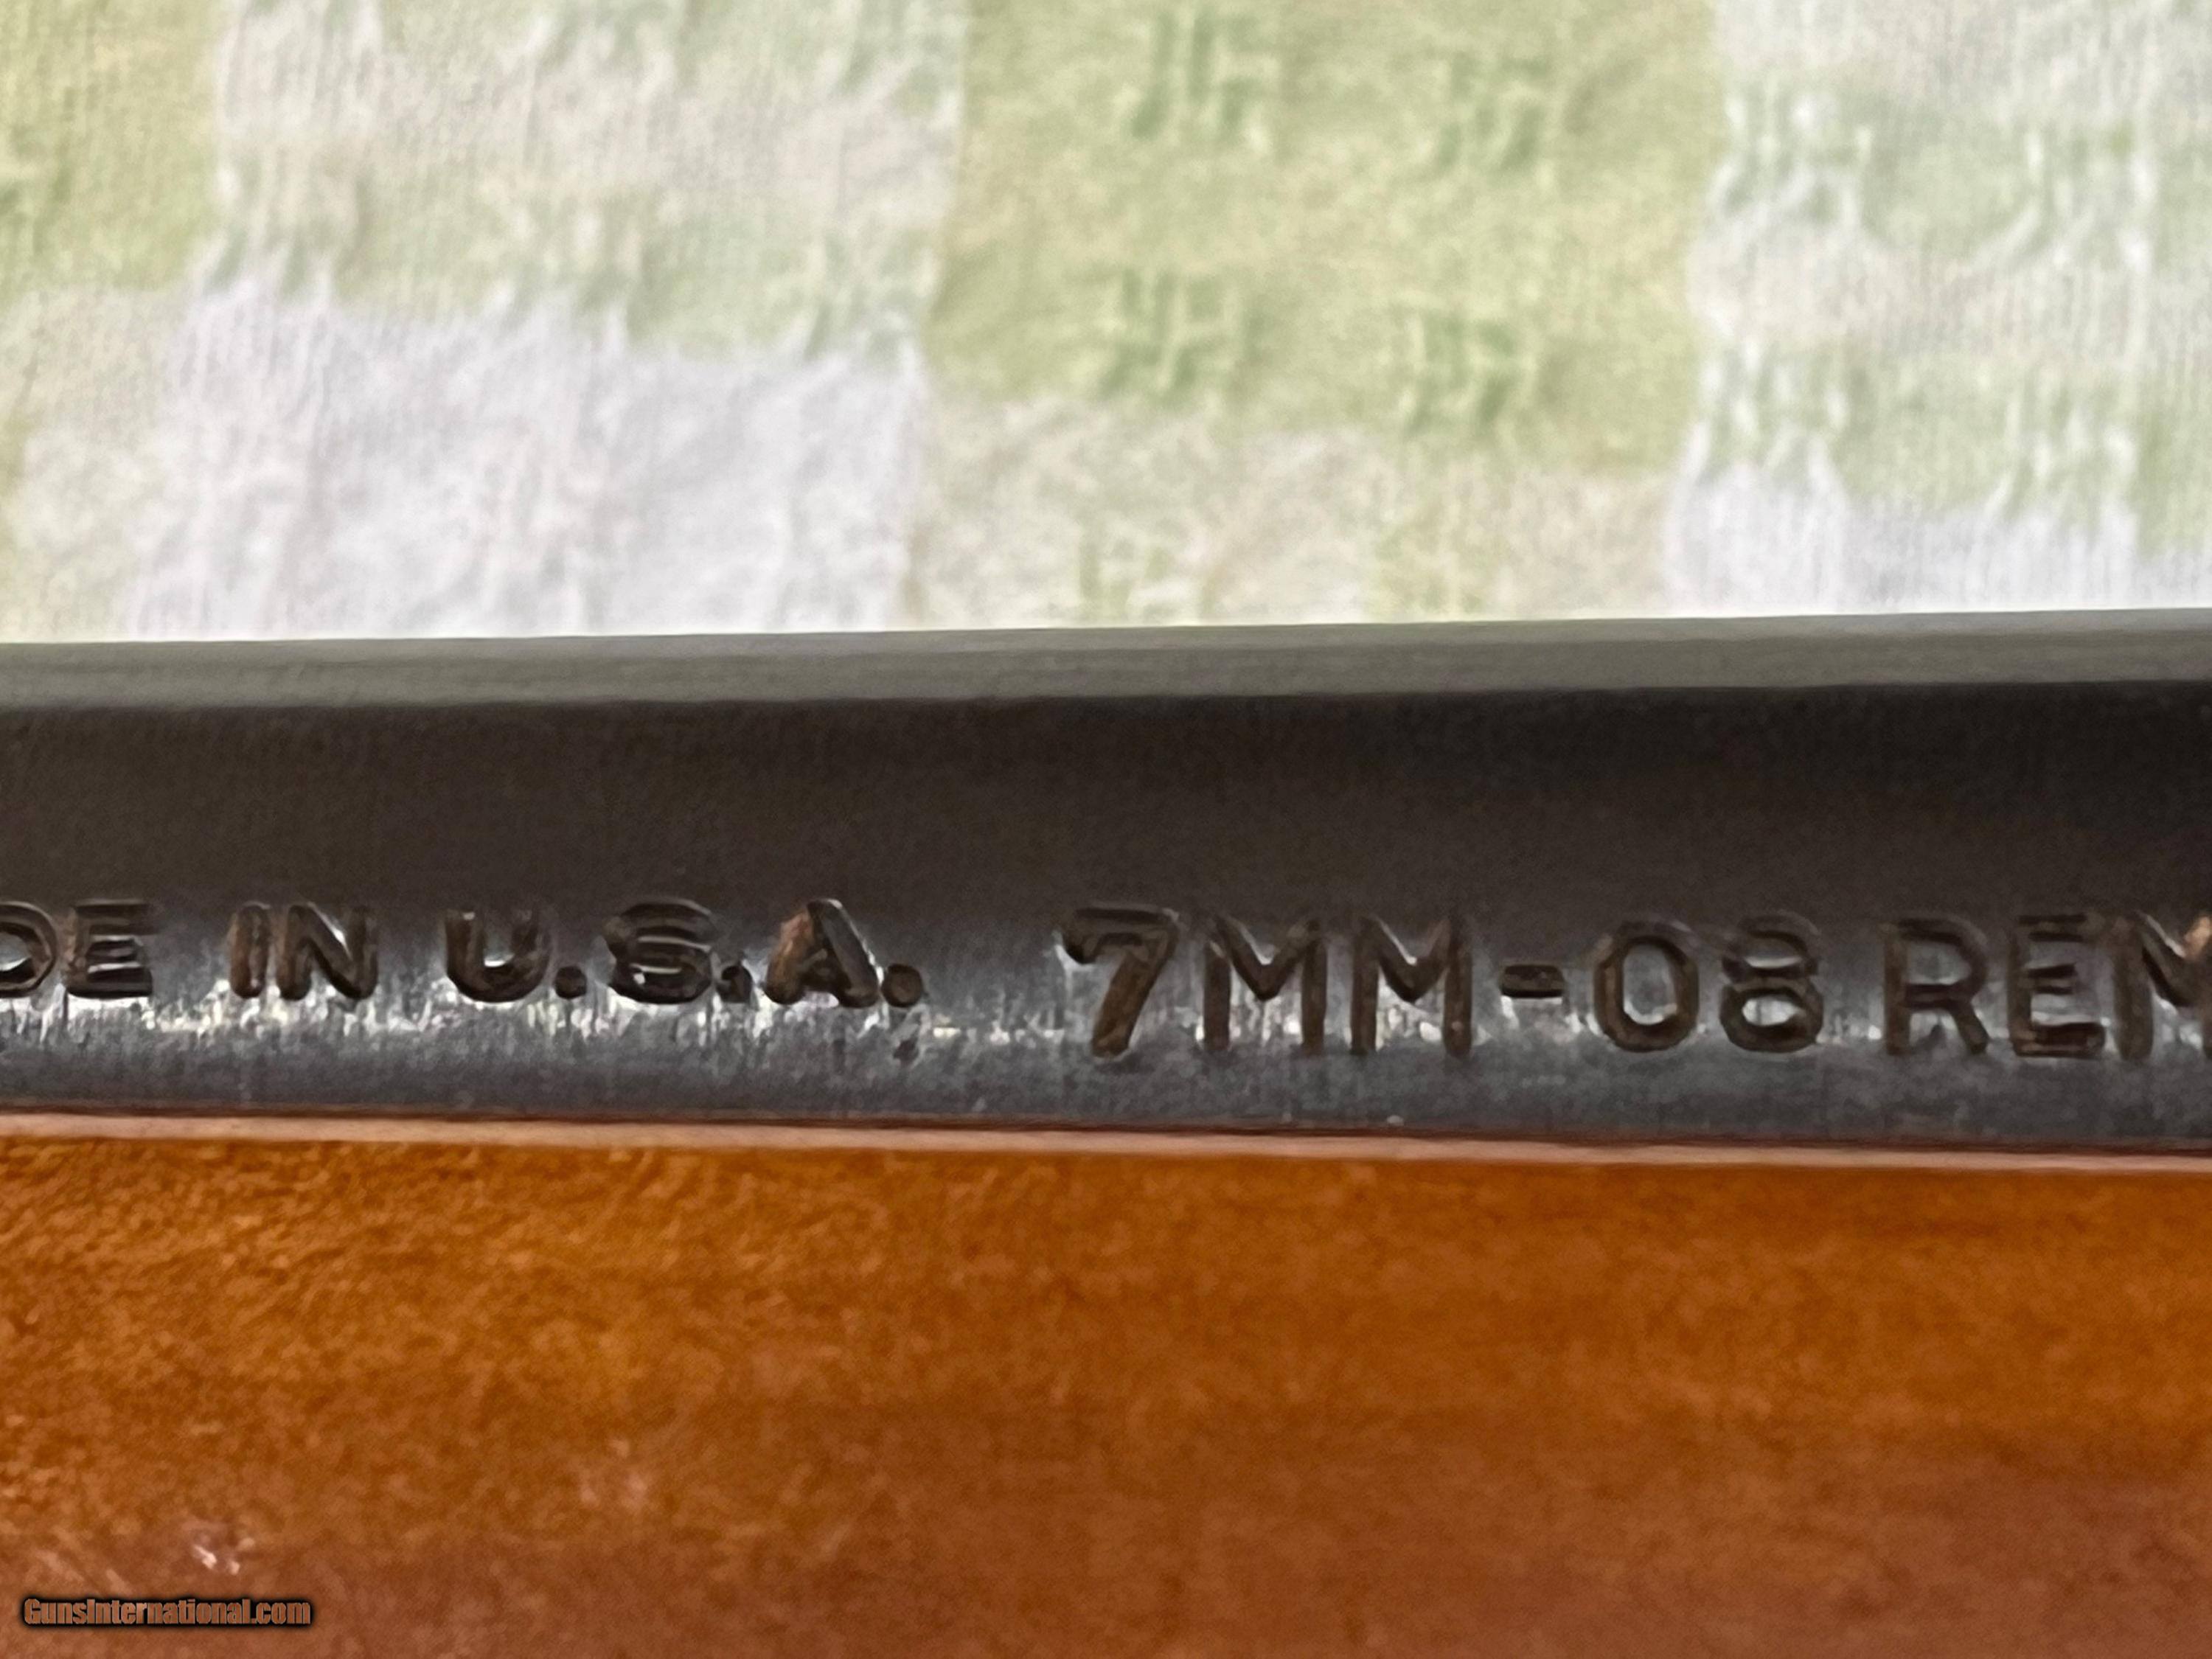 DE IN U.S.A. 7MM-08 REM
GunsInternational.com